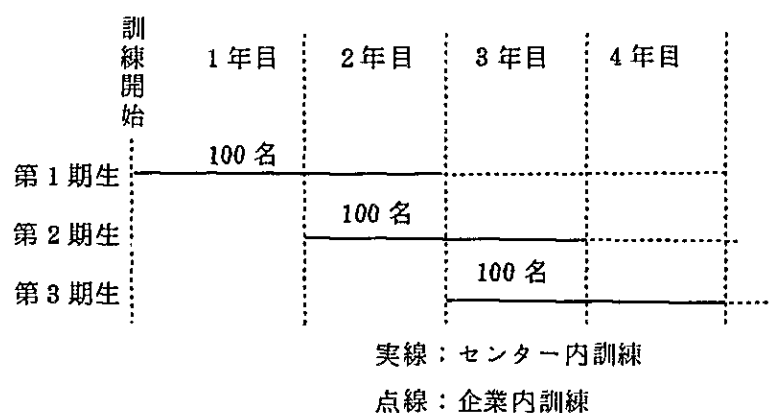 訓練開始
1年目 2年目 3年目 4年目
100名
第1期生
100名
第2期生
100名
第3期生
実線：センター内訓練
点線：企業内訓練